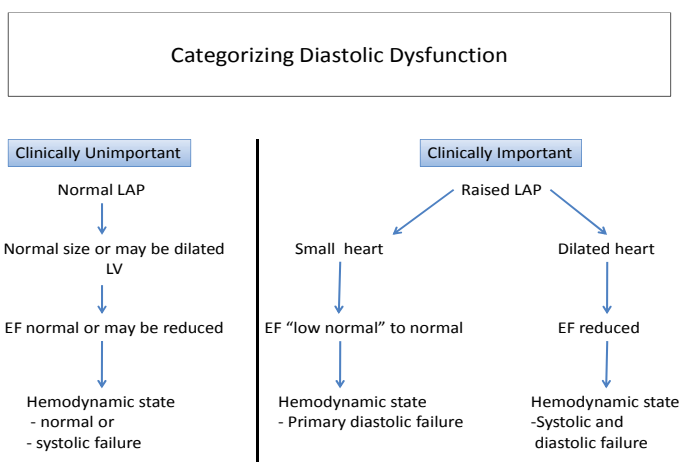 Categorizing Diastolic Dysfunction
Clinically Unimportant
Normal LAP
Normal size or may be dilated
LV
EF normal or may be reduced
Hemodynamic state
- normal or
- systolic failure
Clinically Important
Raised LAP
Small heart
EF “low normal” to normal
Hemodynamic state
- Primary diastolic failure
Dilated heart
EF reduced
Hemodynamic state
-Systolic and
diastolic failure